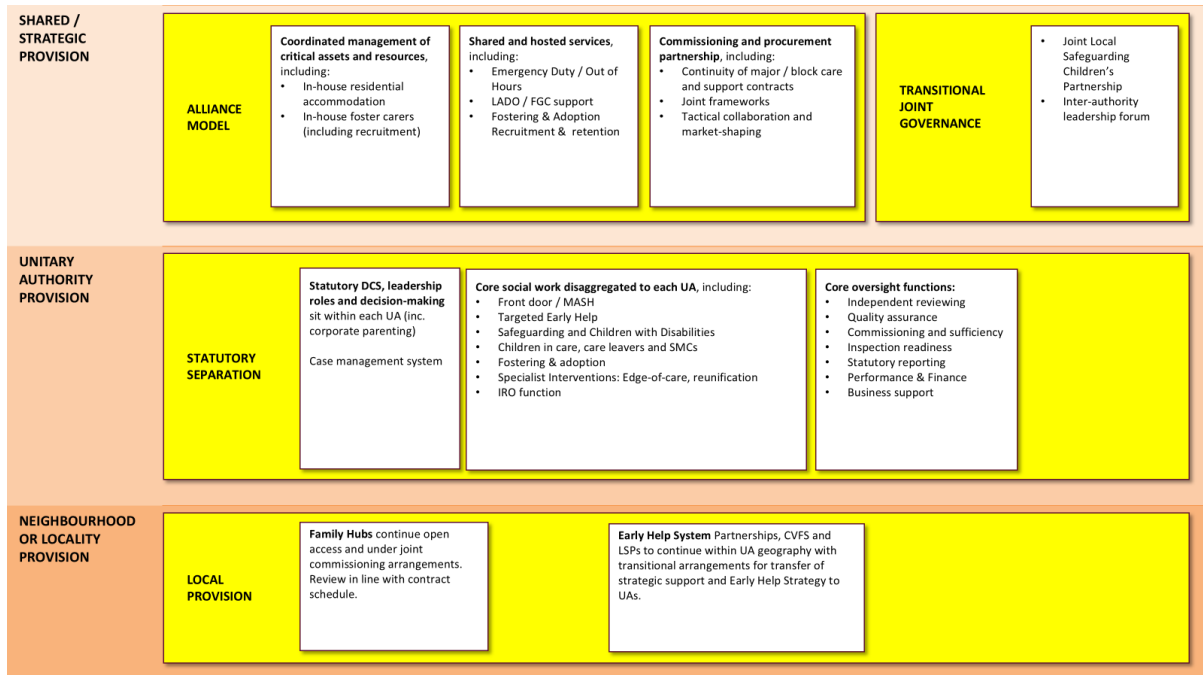 SHARED /
STRATEGIC
PROVISION
ALLIANCE
MODEL
Coordinated management of
critical assets and resources,
including:
• In-house residential
accommodation
• In-house foster carers
(including recruitment)
Shared and hosted services,
including:
• Emergency Duty / Out of
Hours
• LADO / FGC support
• Fostering & Adoption
Recruitment & retention
Commissioning and procurement
partnership, including:
• Continuity of major / block care
and support contracts
• Joint frameworks
• Tactical collaboration and
market-shaping
TRANSITIONAL
JOINT
GOVERNANCE
• Joint Local
Safeguarding
Children's
Partnership
• Inter-authority
leadership forum
UNITARY
AUTHORITY
PROVISION
STATUTORY
SEPARATION
Statutory DCS, leadership
roles and decision-making
sit within each UA (inc.
corporate parenting)
Case management system
Core social work disaggregated to each UA, including:
• Front door / MASH
• Targeted Early Help
• Safeguarding and Children with Disabilities
• Children in care, care leavers and SMCs
• Fostering & adoption
• Specialist Interventions: Edge-of-care, reunification
• IRO function
Core oversight functions:
• Independent reviewing
• Quality assurance
• Commissioning and sufficiency
• Inspection readiness
• Statutory reporting
• Performance & Finance
• Business support
NEIGHBOURHOOD
OR LOCALITY
PROVISION
LOCAL
PROVISION
Family Hubs continue open
access and under joint
commissioning arrangements.
Review in line with contract
schedule.
Early Help System Partnerships, CVFS and
LSPs to continue within UA geography with
transitional arrangements for transfer of
strategic support and Early Help Strategy to
UAs.